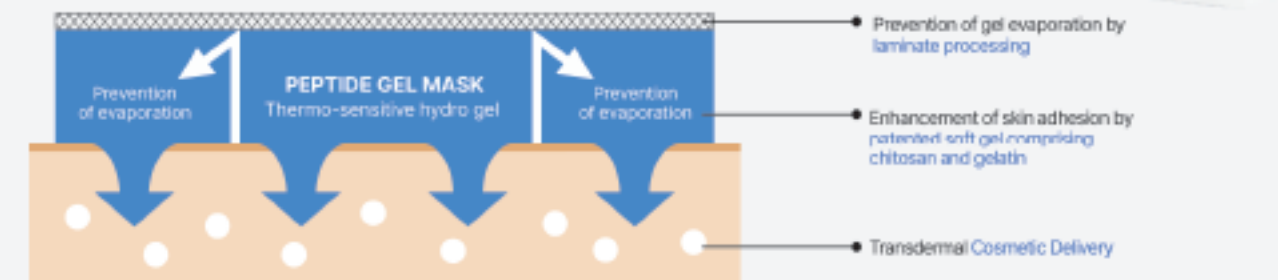 Prevention of gel evaporation by
laminate processing
Prevention
of evaporation
PEPTIDE GEL MASK
Thermo-sensitive hydro gel
Prevention
of evaporation
Enhancement of skin adhesion by
patented soft gel comprising
chitosan and gelatin
Transdermal Cosmetic Delivery